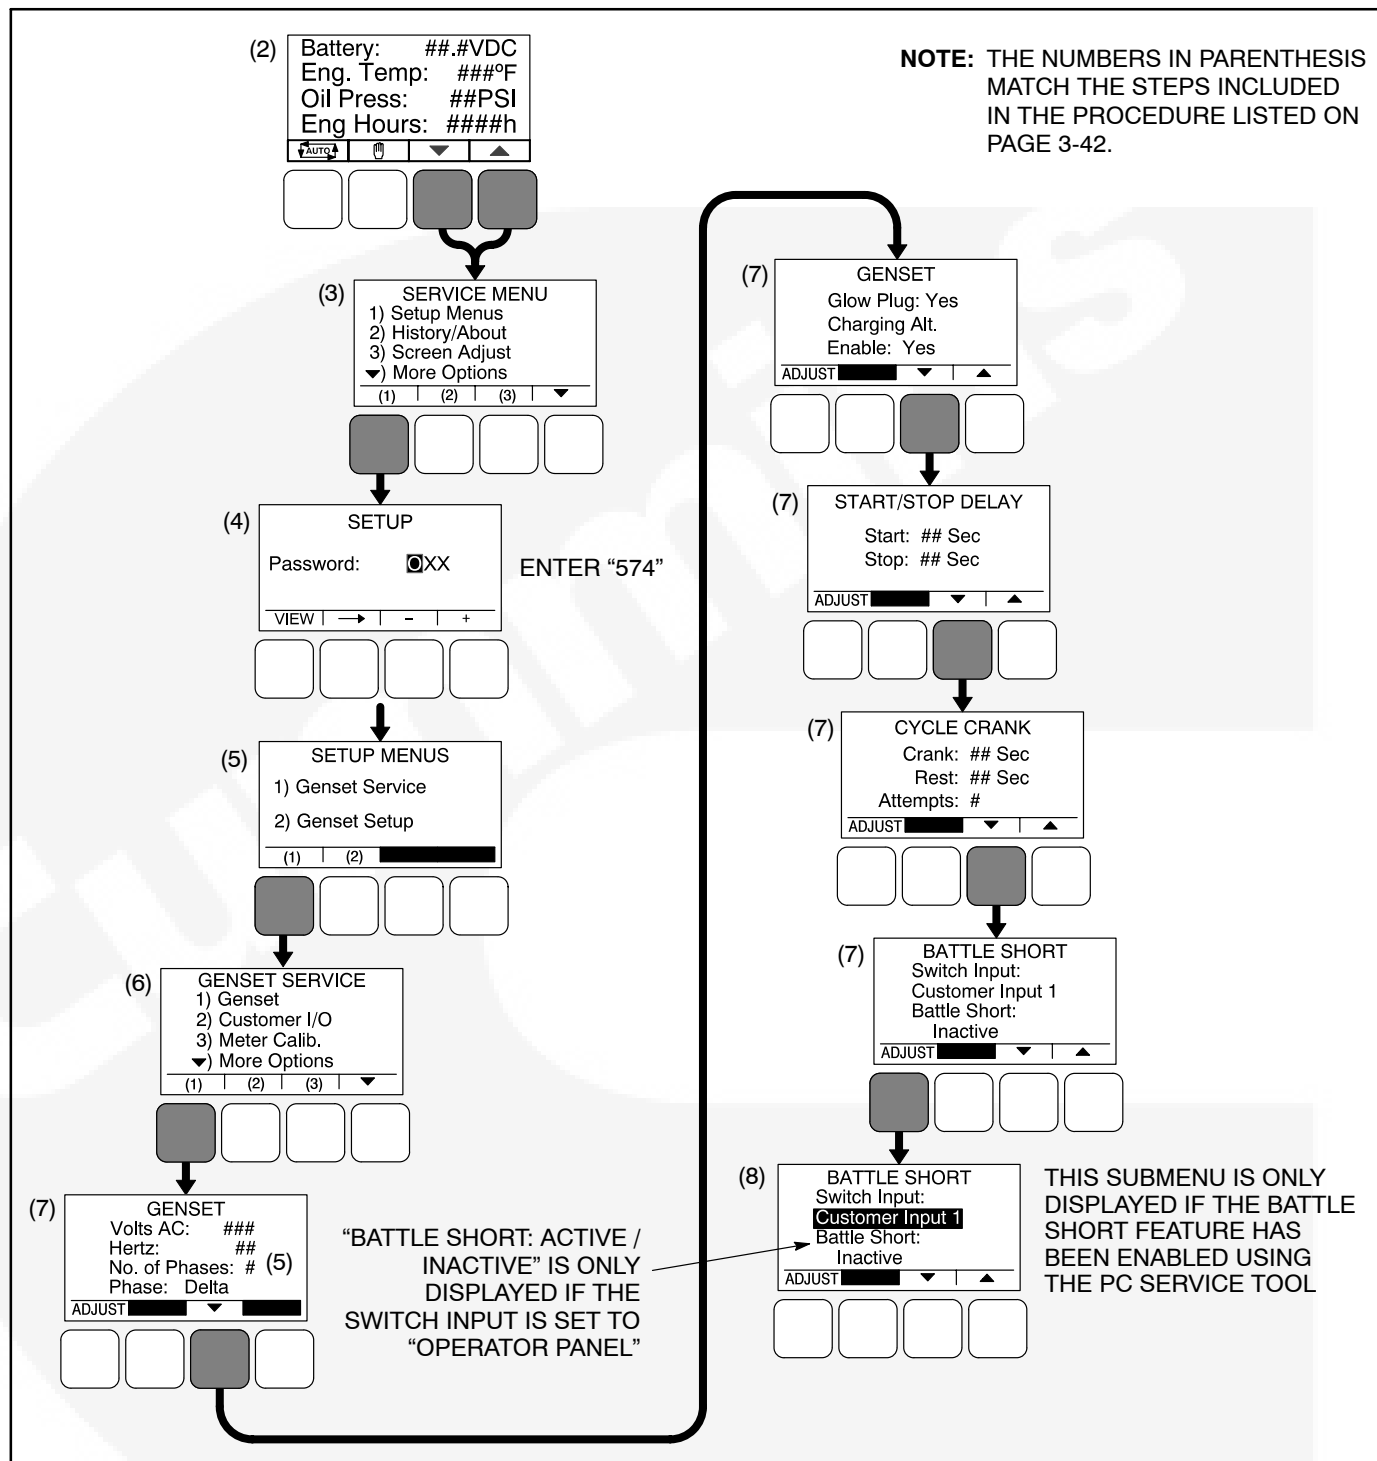 (2)
Battery: ##.#VDC
Eng. Temp: ###ºF
Oil Press: ##PSI
Eng Hours: ####h
AUTO
NOTE: THE NUMBERS IN PARENTHESIS
MATCH THE STEPS INCLUDED
IN THE PROCEDURE LISTED ON
PAGE 3-42.
(3)
SERVICE MENU
1) Setup Menus
2) History/About
3) Screen Adjust
▼) More Options
(1) (2) (3) ▼
(4)
SETUP
Password: 0XX
VIEW → - +
ENTER “574”
(5)
SETUP MENUS
1) Genset Service
2) Genset Setup
(1) (2)
(6)
GENSET SERVICE
1) Genset
2) Customer I/O
3) Meter Calib.
▼) More Options
(1) (2) (3) ▼
(7)
GENSET
Volts AC: ###
Hertz: ##
No. of Phases: # (5)
Phase: Delta
ADJUST ▼
“BATTLE SHORT: ACTIVE /
INACTIVE” IS ONLY
DISPLAYED IF THE
SWITCH INPUT IS SET TO
“OPERATOR PANEL”
(7)
GENSET
Glow Plug: Yes
Charging Alt.
Enable: Yes
ADJUST ▼ ▲
(7)
START/STOP DELAY
Start: ## Sec
Stop: ## Sec
ADJUST ▼ ▲
(7)
CYCLE CRANK
Crank: ## Sec
Rest: ## Sec
Attempts: #
ADJUST ▼ ▲
(7)
BATTLE SHORT
Switch Input:
Customer Input 1
Battle Short:
Inactive
ADJUST ▼ ▲
(8)
BATTLE SHORT
Switch Input:
Customer Input 1
Battle Short:
Inactive
ADJUST ▼ ▲
THIS SUBMENU IS ONLY
DISPLAYED IF THE BATTLE
SHORT FEATURE HAS
BEEN ENABLED USING
THE PC SERVICE TOOL
Cummins